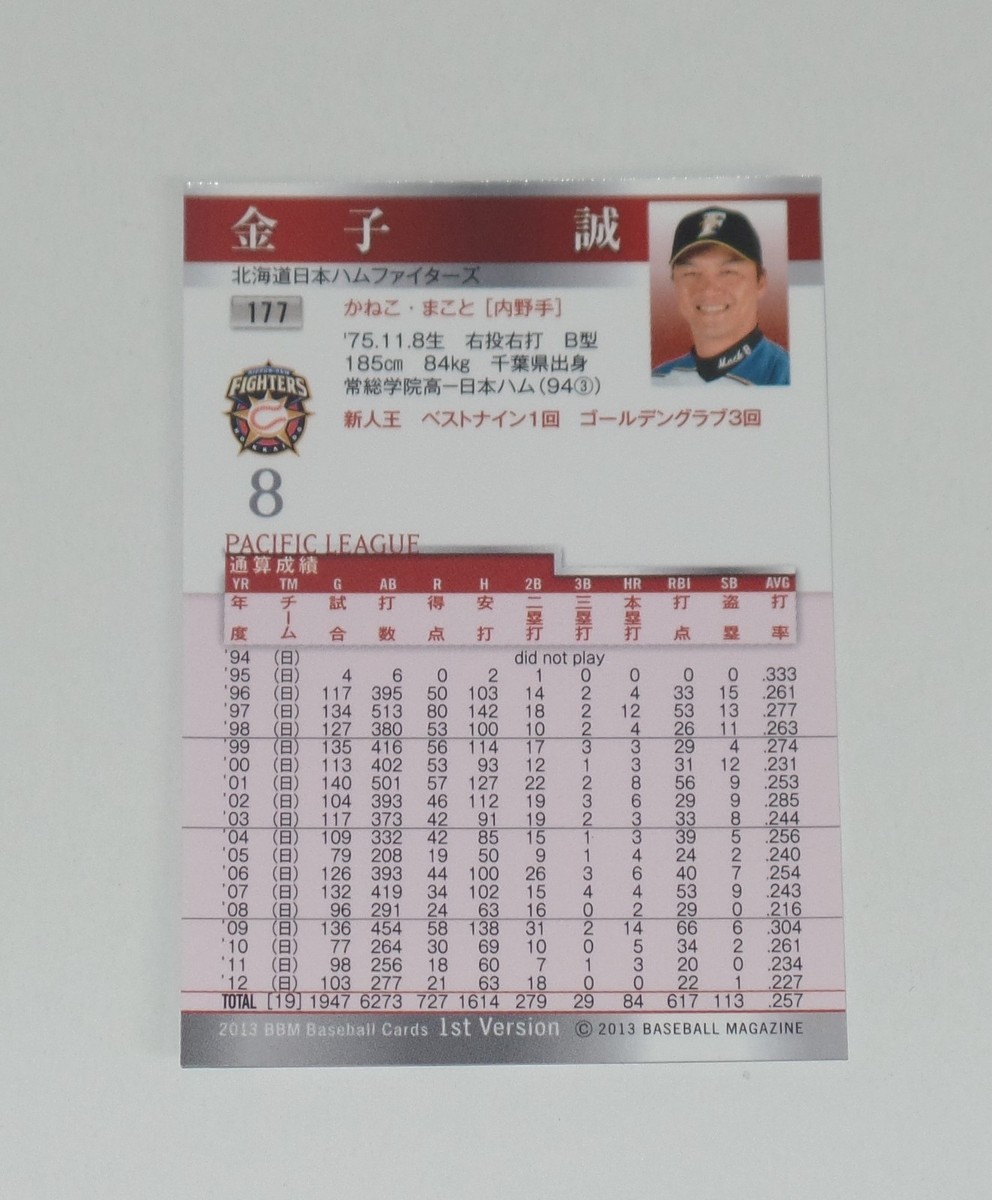 金子 誠
北海道日本ハムファイターズ
177
かねこ・まこと［内野手］
'75.11.8生 右投右打 B型
185cm 84kg 千葉県出身
常総学院高ー日本ハム（94③）
新人王 ベストナイン1回 ゴールデングラブ3回
F
Mack 8
NIPPON-HAM
FIGHTERS
HOKKAIDO
8
PACIFIC LEAGUE
通算成績
YR TM G AB R H 2B 3B HR RBI SB AVG
年度 チーム 試合 打数 得点 安打 二塁打 三塁打 本塁打 打点 盗塁 打率
'94 (日) did not play
'95 (日) 4 6 0 2 1 0 0 0 0 .333
'96 (日) 117 395 50 103 14 2 4 33 15 .261
'97 (日) 134 513 80 142 18 2 12 53 13 .277
'98 (日) 127 380 53 100 10 2 4 26 11 .263
'99 (日) 135 416 56 114 17 3 3 29 4 .274
'00 (日) 113 402 53 93 12 1 3 31 12 .231
'01 (日) 140 501 57 127 22 2 8 56 9 .253
'02 (日) 104 393 46 112 19 3 6 29 9 .285
'03 (日) 117 373 42 91 19 2 3 33 8 .244
'04 (日) 109 332 42 85 15 1 3 39 5 .256
'05 (日) 79 208 19 50 9 1 4 24 2 .240
'06 (日) 126 393 44 100 26 3 6 40 7 .254
'07 (日) 132 419 34 102 15 4 4 53 9 .243
'08 (日) 96 291 24 63 16 0 2 29 0 .216
'09 (日) 136 454 58 138 31 2 14 66 6 .304
'10 (日) 77 264 30 69 10 0 5 34 2 .261
'11 (日) 98 256 18 60 7 1 3 20 0 .234
'12 (日) 103 277 21 63 18 0 0 22 1 .227
TOTAL [19] 1947 6273 727 1614 279 29 84 617 113 .257
2013 BBM Baseball Cards 1st Version © 2013 BASEBALL MAGAZINE